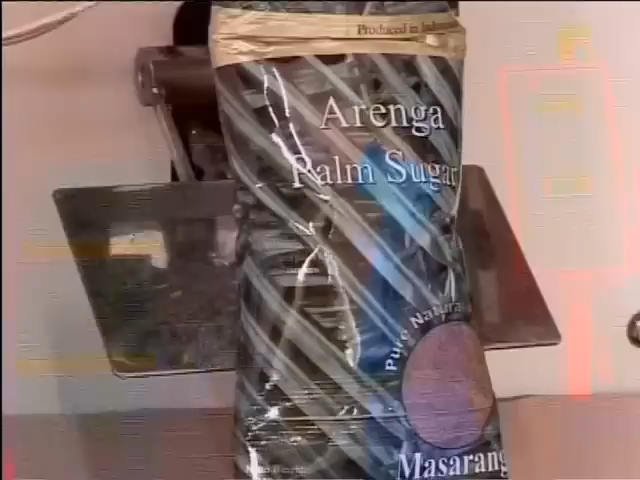 Produced in Indonesia
Arenga
Palm Sugar
Pure Natural
Masarang